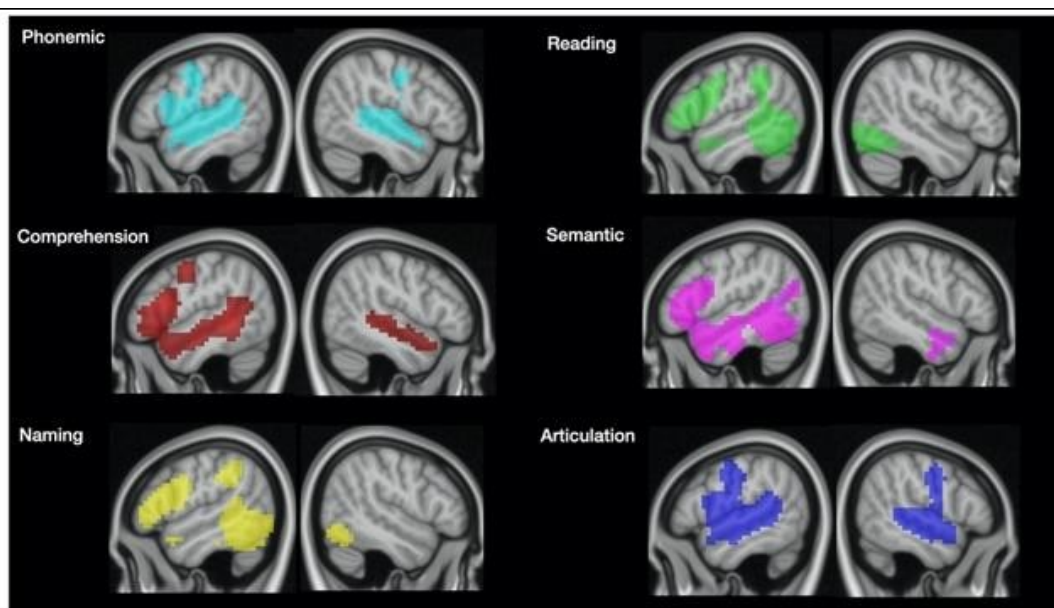 Phonemic
Reading
Comprehension
Semantic
Naming
Articulation